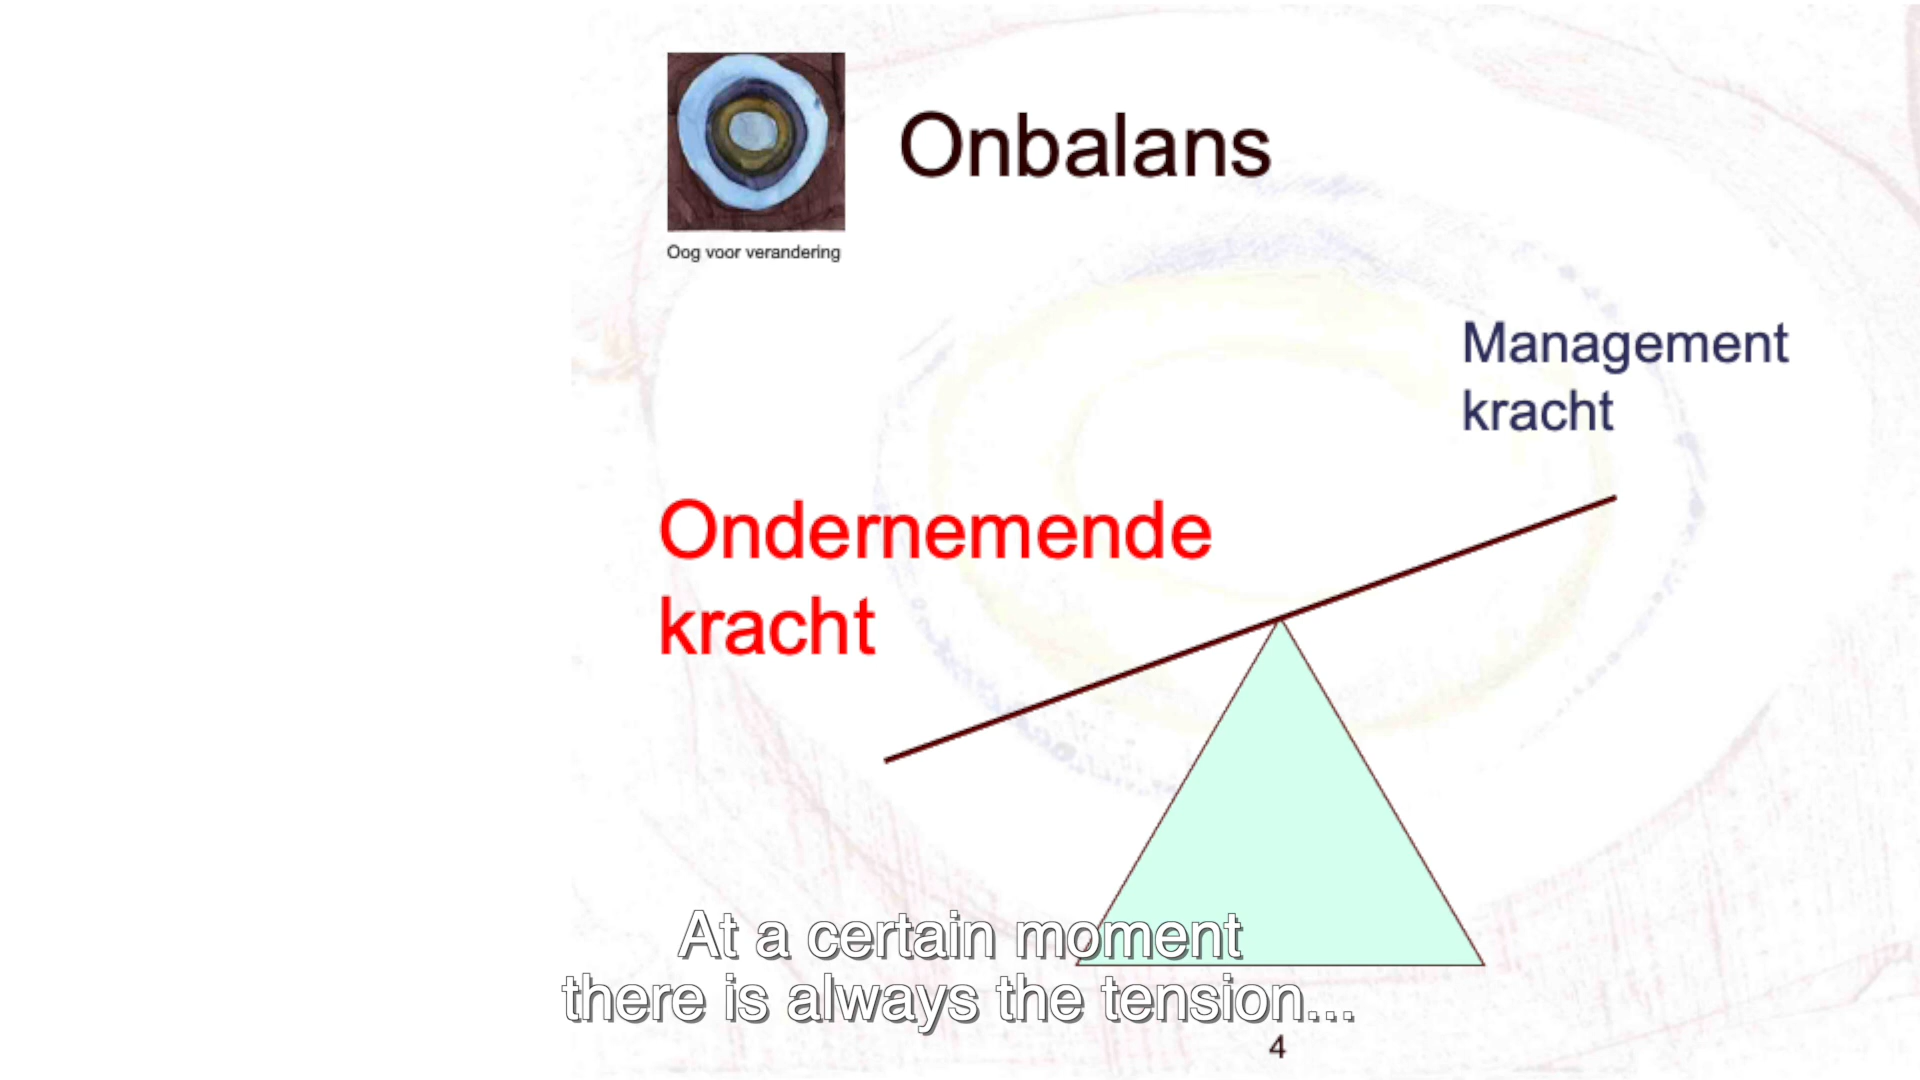 Onbalans
Oog voor verandering
Management
kracht
Ondernemende
kracht
At a certain moment
there is always the tension...
4